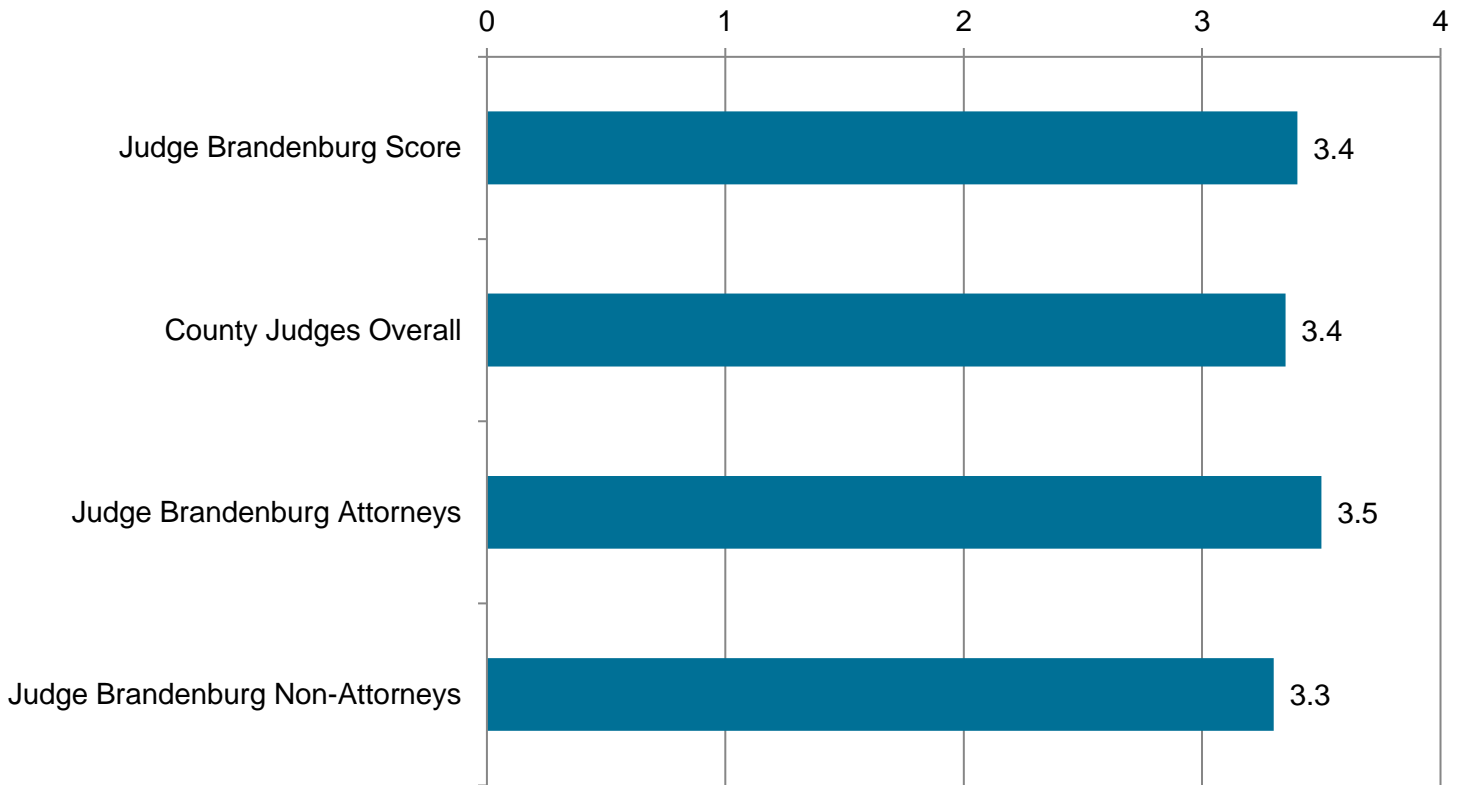 0 1 2 3 4
Judge Brandenburg Score 3.4
County Judges Overall 3.4
Judge Brandenburg Attorneys 3.5
Judge Brandenburg Non-Attorneys 3.3